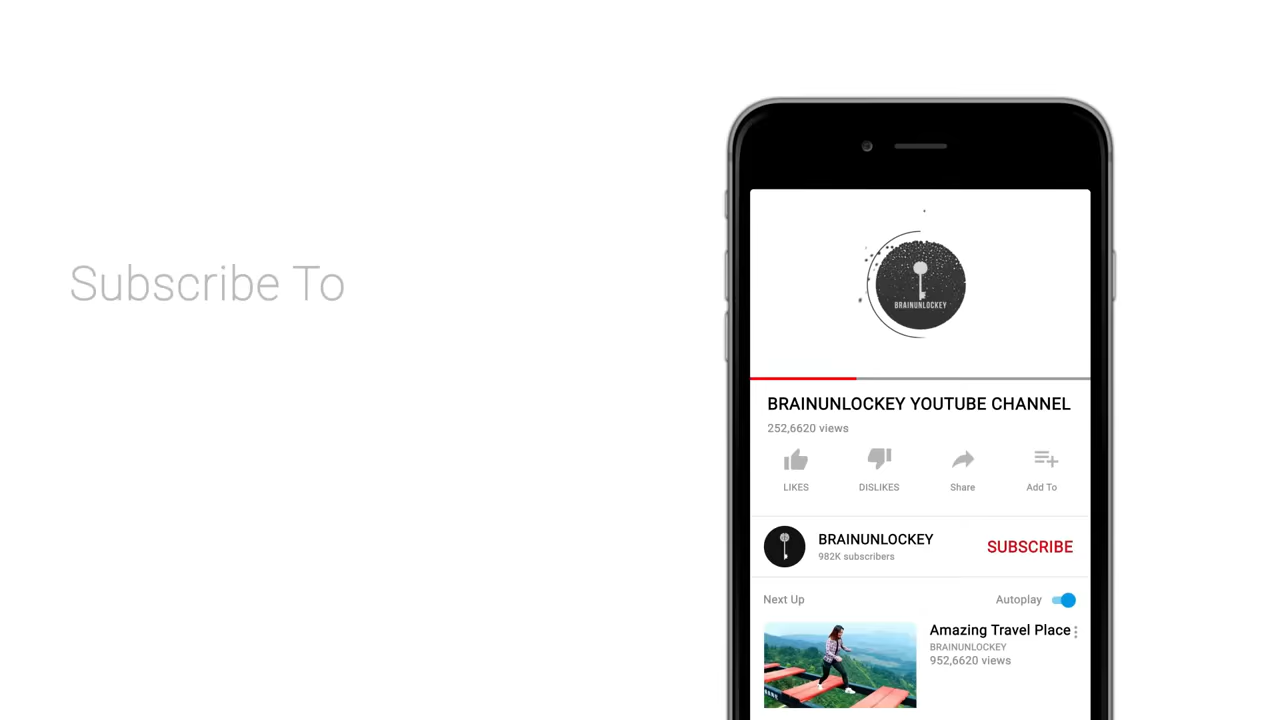 Subscribe To
BRAINUNLOCKEY
BRAINUNLOCKEY YOUTUBE CHANNEL
252,6620 views
LIKES DISLIKES Share Add To
BRAINUNLOCKEY
982K subscribers
SUBSCRIBE
Next Up Autoplay
Amazing Travel Place
BRAINUNLOCKEY
952,6620 views